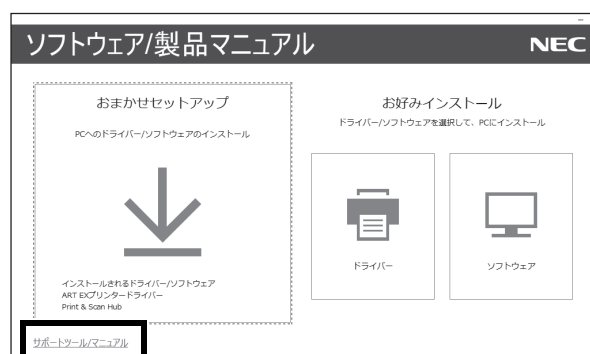 ソフトウェア/製品マニュアル
NEC
おまかせセットアップ
PCへのドライバー/ソフトウェアのインストール
インストールされるドライバー/ソフトウェア
ART EXプリンタードライバー
Print & Scan Hub
お好みインストール
ドライバー/ソフトウェアを選択して、PCにインストール
ドライバー
ソフトウェア
サポートツール/マニュアル